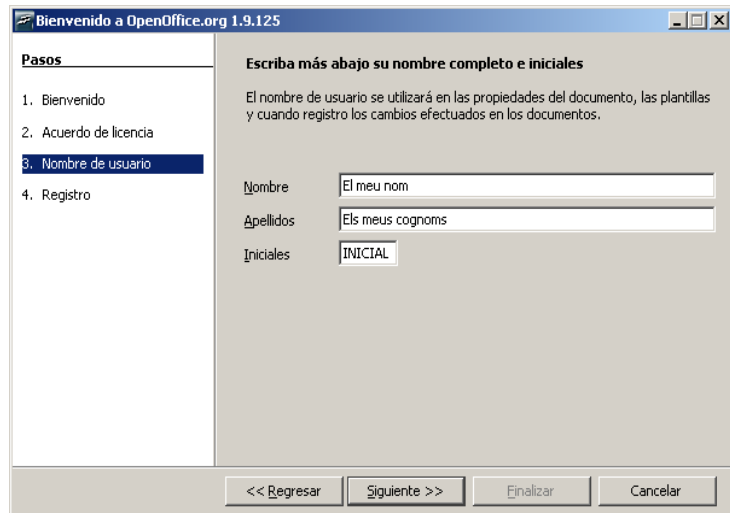 Bienvenido a OpenOffice.org 1.9.125
Pasos
1. Bienvenido
2. Acuerdo de licencia
3. Nombre de usuario
4. Registro
Escriba más abajo su nombre completo e iniciales
El nombre de usuario se utilizará en las propiedades del documento, las plantillas
y cuando registro los cambios efectuados en los documentos.
Nombre El meu nom
Apellidos Els meus cognoms
Iniciales INICIAL
<< Regresar Siguiente >> Finalizar Cancelar